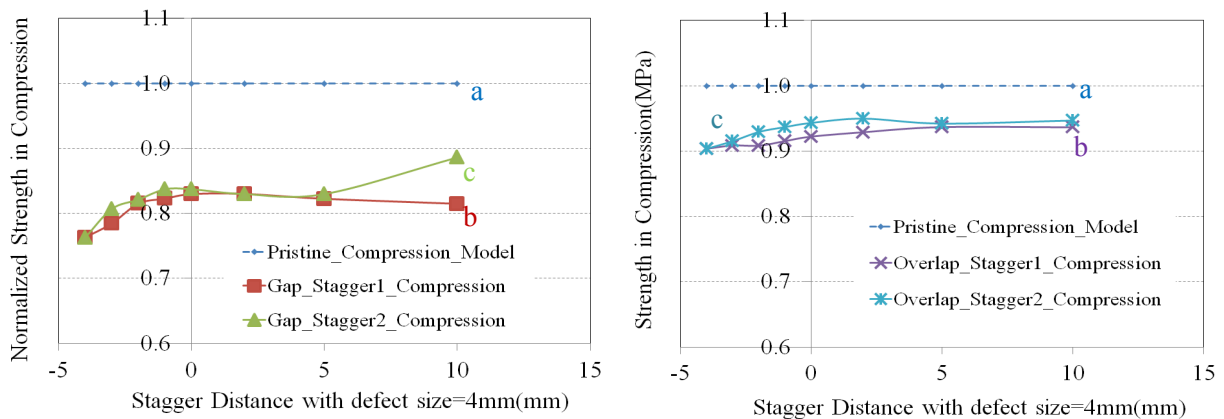 Normalized Strength in Compression
1.1
1.0
0.9
0.8
0.7
0.6
a
c
b
Pristine_Compression_Model
Gap_Stagger1_Compression
Gap_Stagger2_Compression
-5 0 5 10 15
Stagger Distance with defect size=4mm(mm)
Strength in Compression(MPa)
1.1
1.0
0.9
0.8
0.7
0.6
a
c
b
Pristine_Compression_Model
Overlap_Stagger1_Compression
Overlap_Stagger2_Compression
-5 0 5 10 15
Stagger Distance with defect size=4mm(mm)